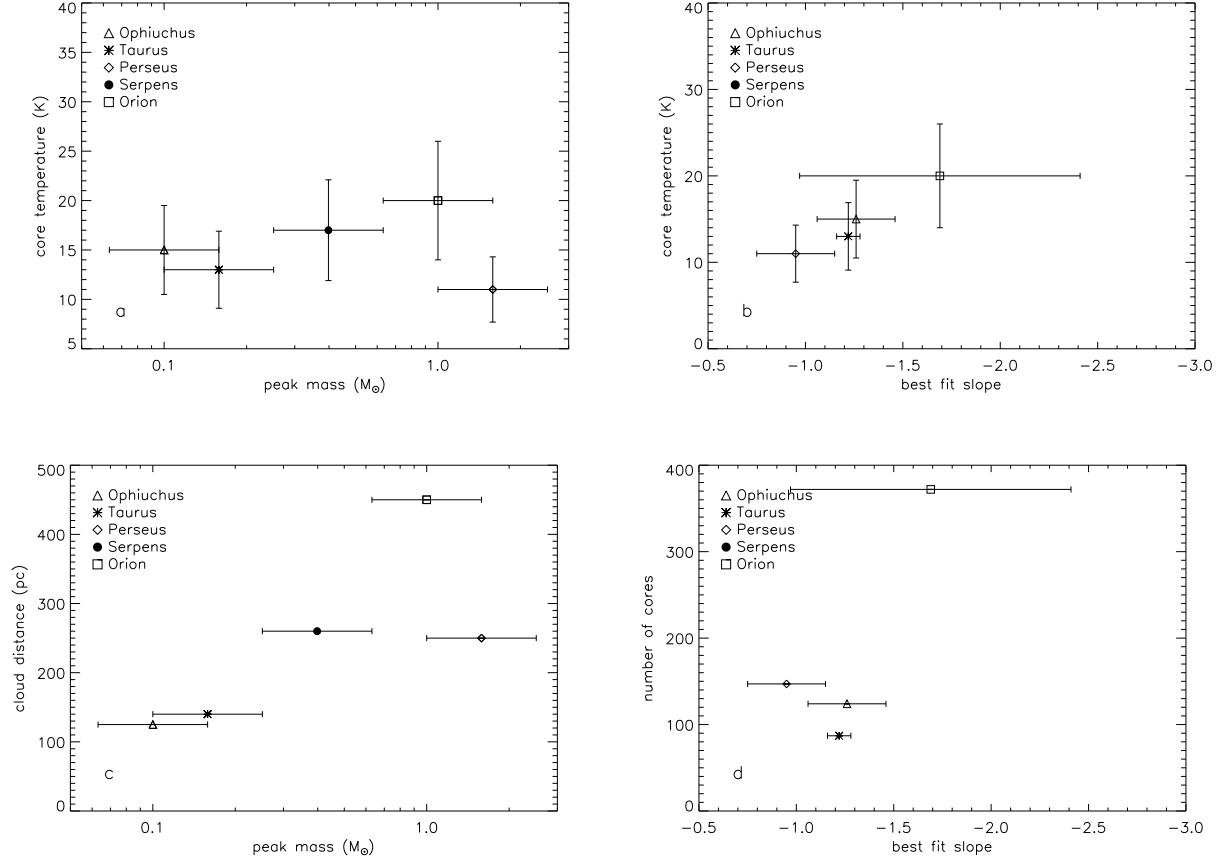 40
35
30
25
20
15
10
5
core temperature (K)
△ Ophiuchus
✳ Taurus
◇ Perseus
● Serpens
□ Orion
a
0.1 1.0
peak mass (M⊙)
40
30
20
10
0
core temperature (K)
△ Ophiuchus
✳ Taurus
◇ Perseus
● Serpens
□ Orion
b
−0.5 −1.0 −1.5 −2.0 −2.5 −3.0
best fit slope
500
400
300
200
100
0
cloud distance (pc)
△ Ophiuchus
✳ Taurus
◇ Perseus
● Serpens
□ Orion
c
0.1 1.0
peak mass (M⊙)
400
300
200
100
0
number of cores
△ Ophiuchus
✳ Taurus
◇ Perseus
● Serpens
□ Orion
d
−0.5 −1.0 −1.5 −2.0 −2.5 −3.0
best fit slope